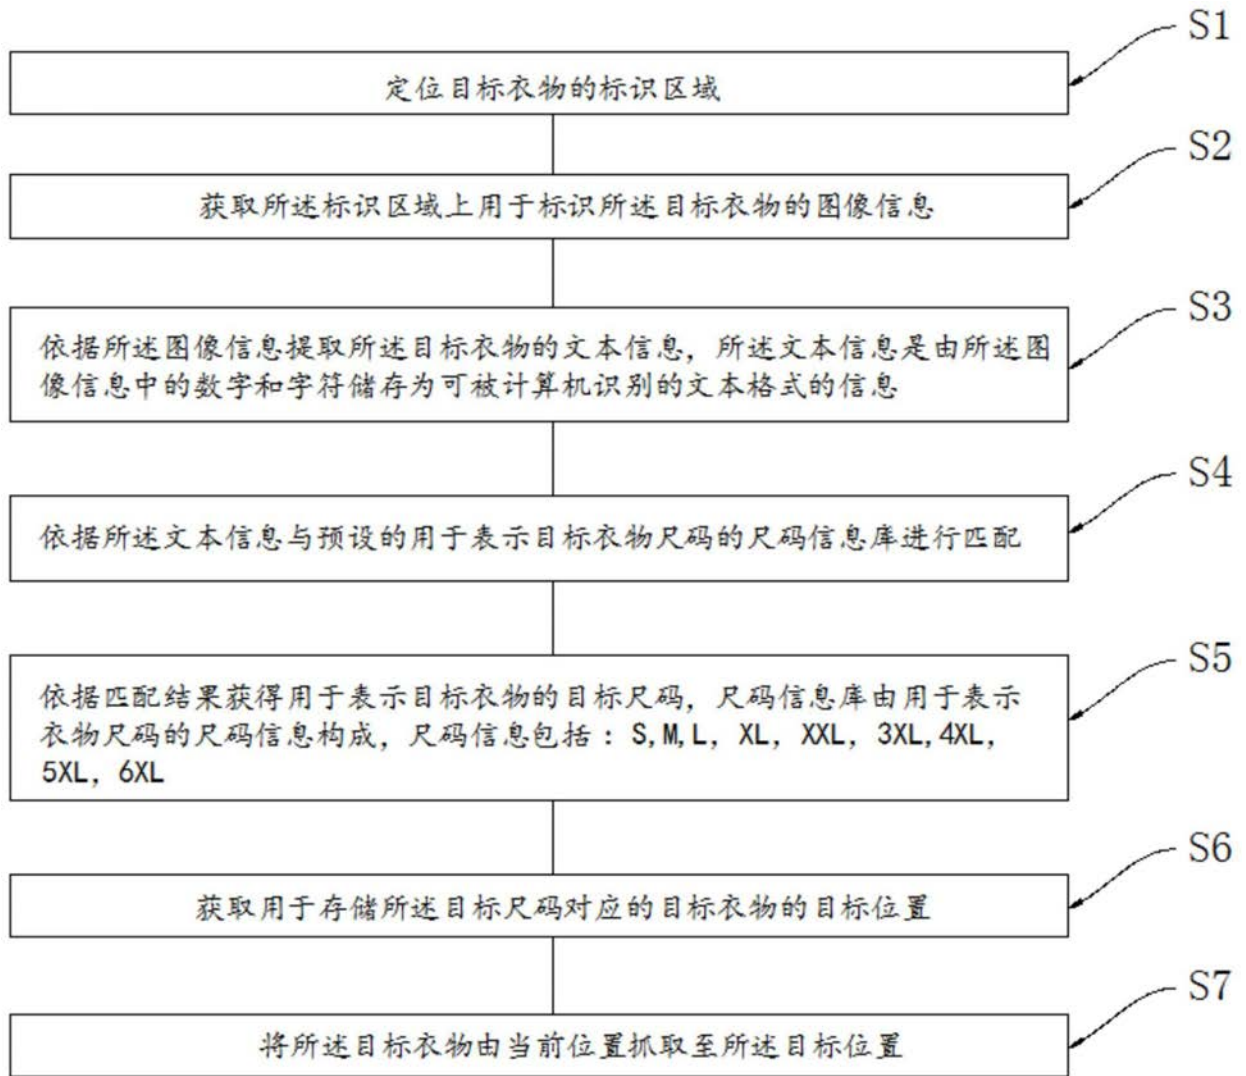 S1
定位目标衣物的标识区域
S2
获取所述标识区域上用于标识所述目标衣物的图像信息
S3
依据所述图像信息提取所述目标衣物的文本信息，所述文本信息是由所述图
像信息中的数字和字符储存为可被计算机识别的文本格式的信息
S4
依据所述文本信息与预设的用于表示目标衣物尺码的尺码信息库进行匹配
S5
依据匹配结果获得用于表示目标衣物的目标尺码，尺码信息库由用于表示
衣物尺码的尺码信息构成，尺码信息包括：S,M,L，XL，XXL，3XL,4XL，
5XL，6XL
S6
获取用于存储所述目标尺码对应的目标衣物的目标位置
S7
将所述目标衣物由当前位置抓取至所述目标位置